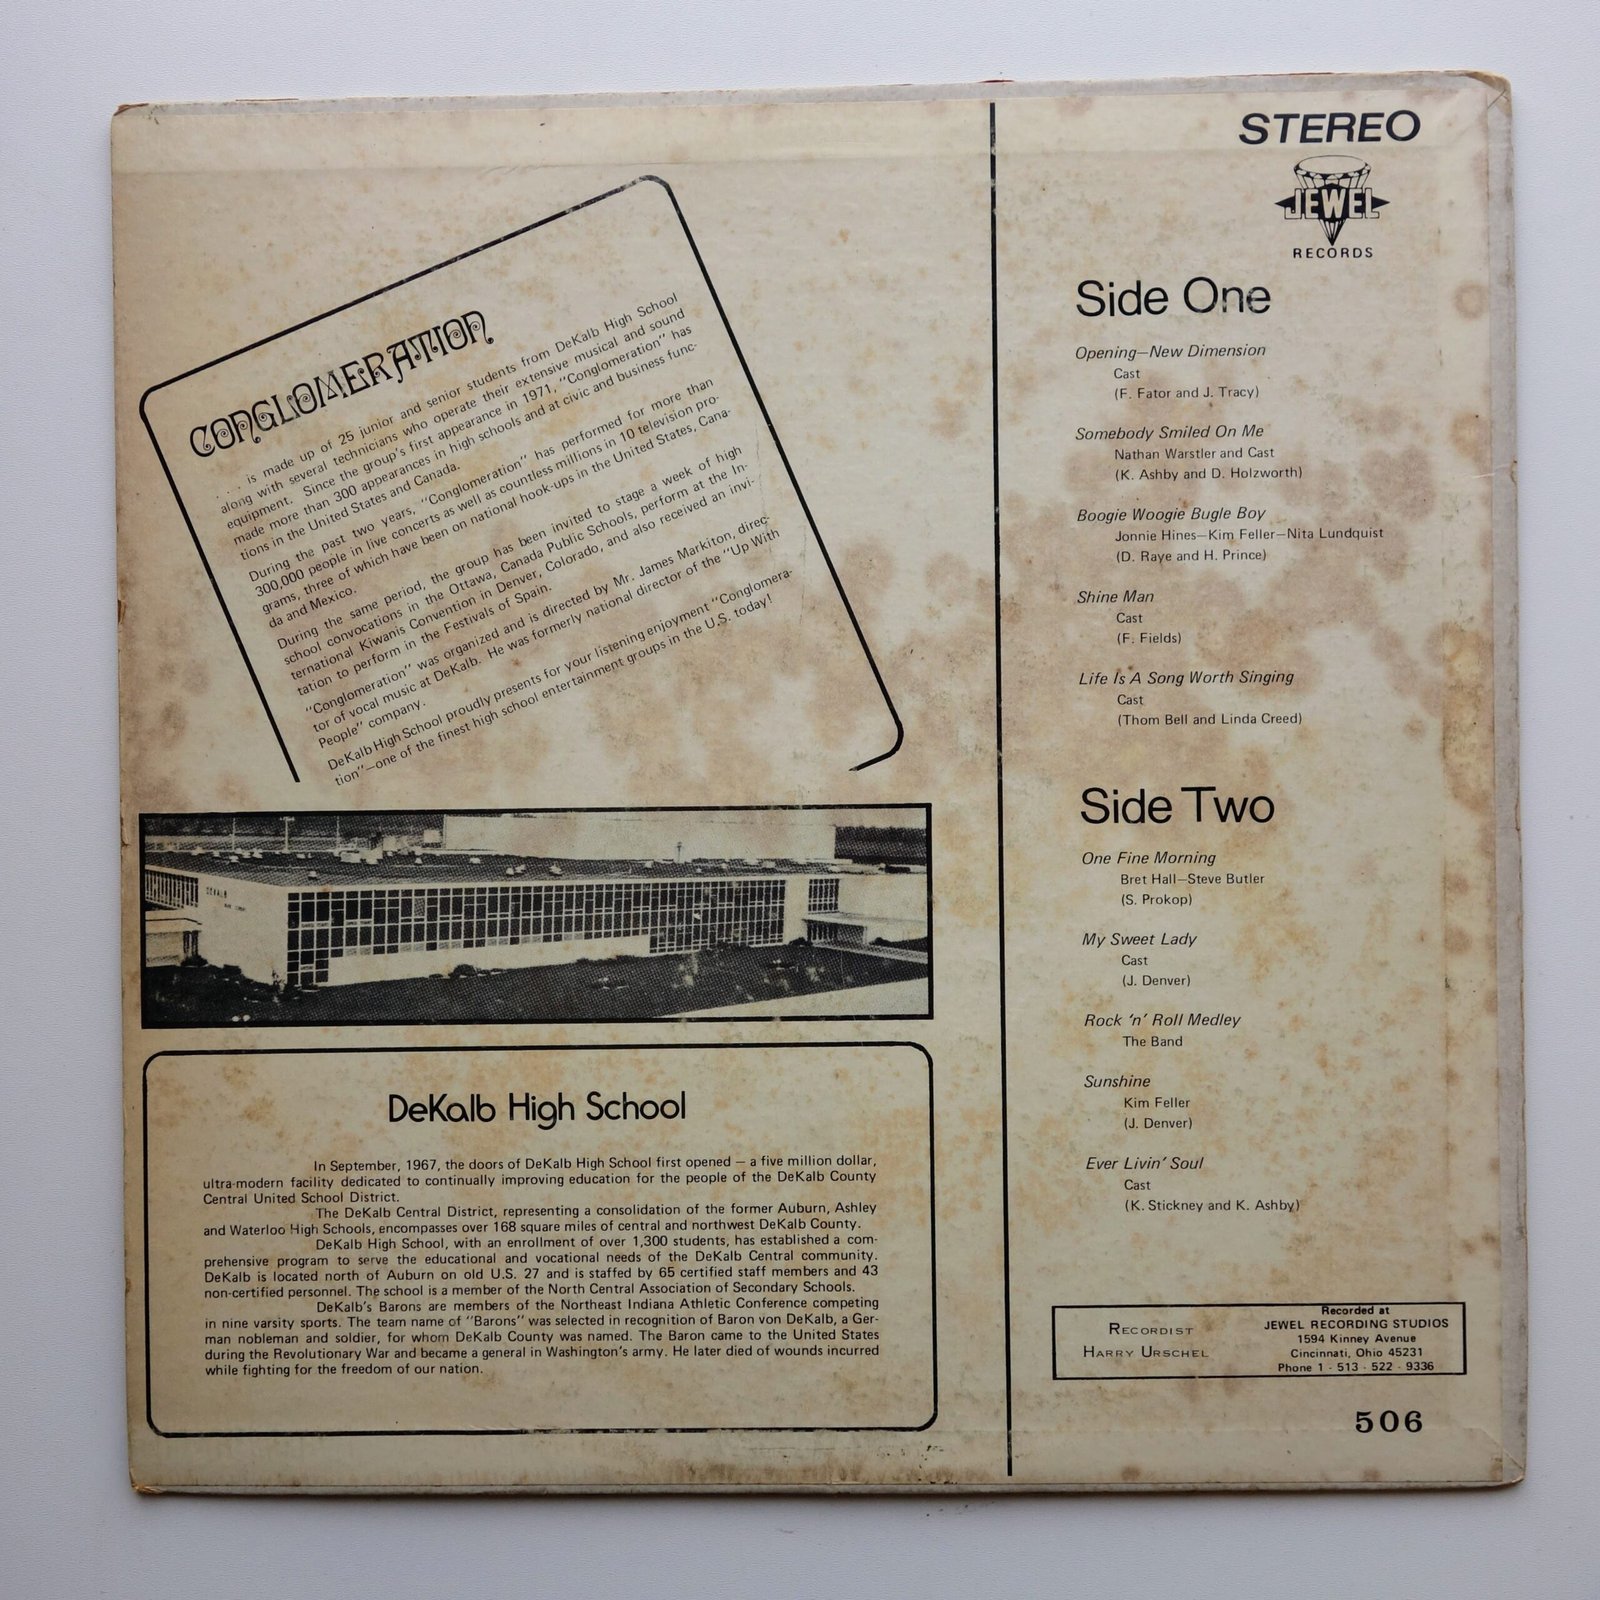 CONGLOMERATION
. . . is made up of 25 junior and senior students from DeKalb High School
along with several technicians who operate their extensive musical and sound
equipment. Since the group's first appearance in 1971, "Conglomeration" has
made more than 300 appearances in high schools and at civic and business func-
tions in the United States and Canada.
During the past two years, "Conglomeration" has performed for more than
300,000 people in live concerts as well as countless millions in 10 television pro-
grams, three of which have been on national hook-ups in the United States, Cana-
da and Mexico.
During the same period, the group has been invited to stage a week of high
school convocations in the Ottawa, Canada Public Schools, perform at the In-
ternational Kiwanis Convention in Denver, Colorado, and also received an invi-
tation to perform in the Festivals of Spain.
"Conglomeration" was organized and is directed by Mr. James Markiton, direc-
tor of vocal music at DeKalb. He was formerly national director of the "Up With
People" company.
DeKalb High School proudly presents for your listening enjoyment "Conglomera-
tion"—one of the finest high school entertainment groups in the U.S. today!
DEKALB
DeKalb High School
In September, 1967, the doors of DeKalb High School first opened — a five million dollar,
ultra-modern facility dedicated to continually improving education for the people of the DeKalb County
Central United School District.
The DeKalb Central District, representing a consolidation of the former Auburn, Ashley
and Waterloo High Schools, encompasses over 168 square miles of central and northwest DeKalb County.
DeKalb High School, with an enrollment of over 1,300 students, has established a com-
prehensive program to serve the educational and vocational needs of the DeKalb Central community.
DeKalb is located north of Auburn on old U.S. 27 and is staffed by 65 certified staff members and 43
non-certified personnel. The school is a member of the North Central Association of Secondary Schools.
DeKalb's Barons are members of the Northeast Indiana Athletic Conference competing
in nine varsity sports. The team name of "Barons" was selected in recognition of Baron von DeKalb, a Ger-
man nobleman and soldier, for whom DeKalb County was named. The Baron came to the United States
during the Revolutionary War and became a general in Washington's army. He later died of wounds incurred
while fighting for the freedom of our nation.
STEREO
JEWEL
RECORDS
Side One
Opening—New Dimension
Cast
(F. Fator and J. Tracy)
Somebody Smiled On Me
Nathan Warstler and Cast
(K. Ashby and D. Holzworth)
Boogie Woogie Bugle Boy
Jonnie Hines—Kim Feller—Nita Lundquist
(D. Raye and H. Prince)
Shine Man
Cast
(F. Fields)
Life Is A Song Worth Singing
Cast
(Thom Bell and Linda Creed)
Side Two
One Fine Morning
Bret Hall—Steve Butler
(S. Prokop)
My Sweet Lady
Cast
(J. Denver)
Rock 'n' Roll Medley
The Band
Sunshine
Kim Feller
(J. Denver)
Ever Livin' Soul
Cast
(K. Stickney and K. Ashby)
RECORDIST
HARRY URSCHEL
Recorded at
JEWEL RECORDING STUDIOS
1594 Kinney Avenue
Cincinnati, Ohio 45231
Phone 1 - 513 - 522 - 9336
506